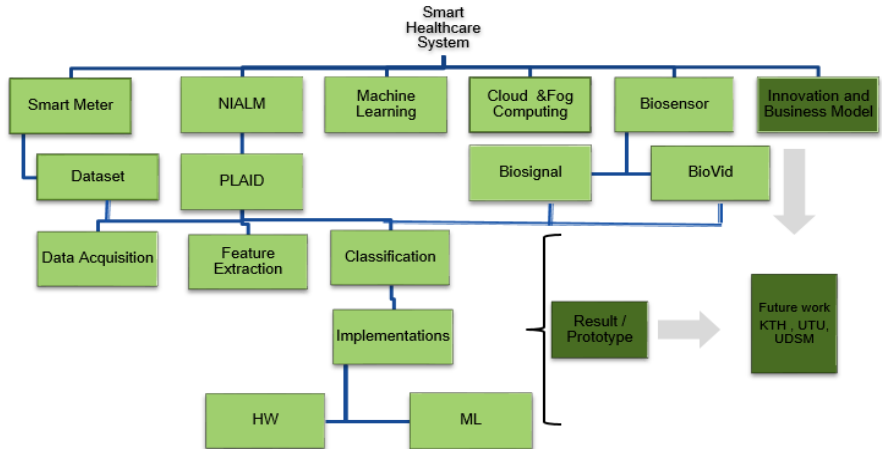 Smart
Healthcare
System
Smart Meter
NIALM
Machine
Learning
Cloud &Fog
Computing
Biosensor
Innovation and
Business Model
Dataset
PLAID
Biosignal
BioVid
Data Acquisition
Feature
Extraction
Classification
Implementations
Result /
Prototype
Future work
KTH , UTU,
UDSM
HW
ML